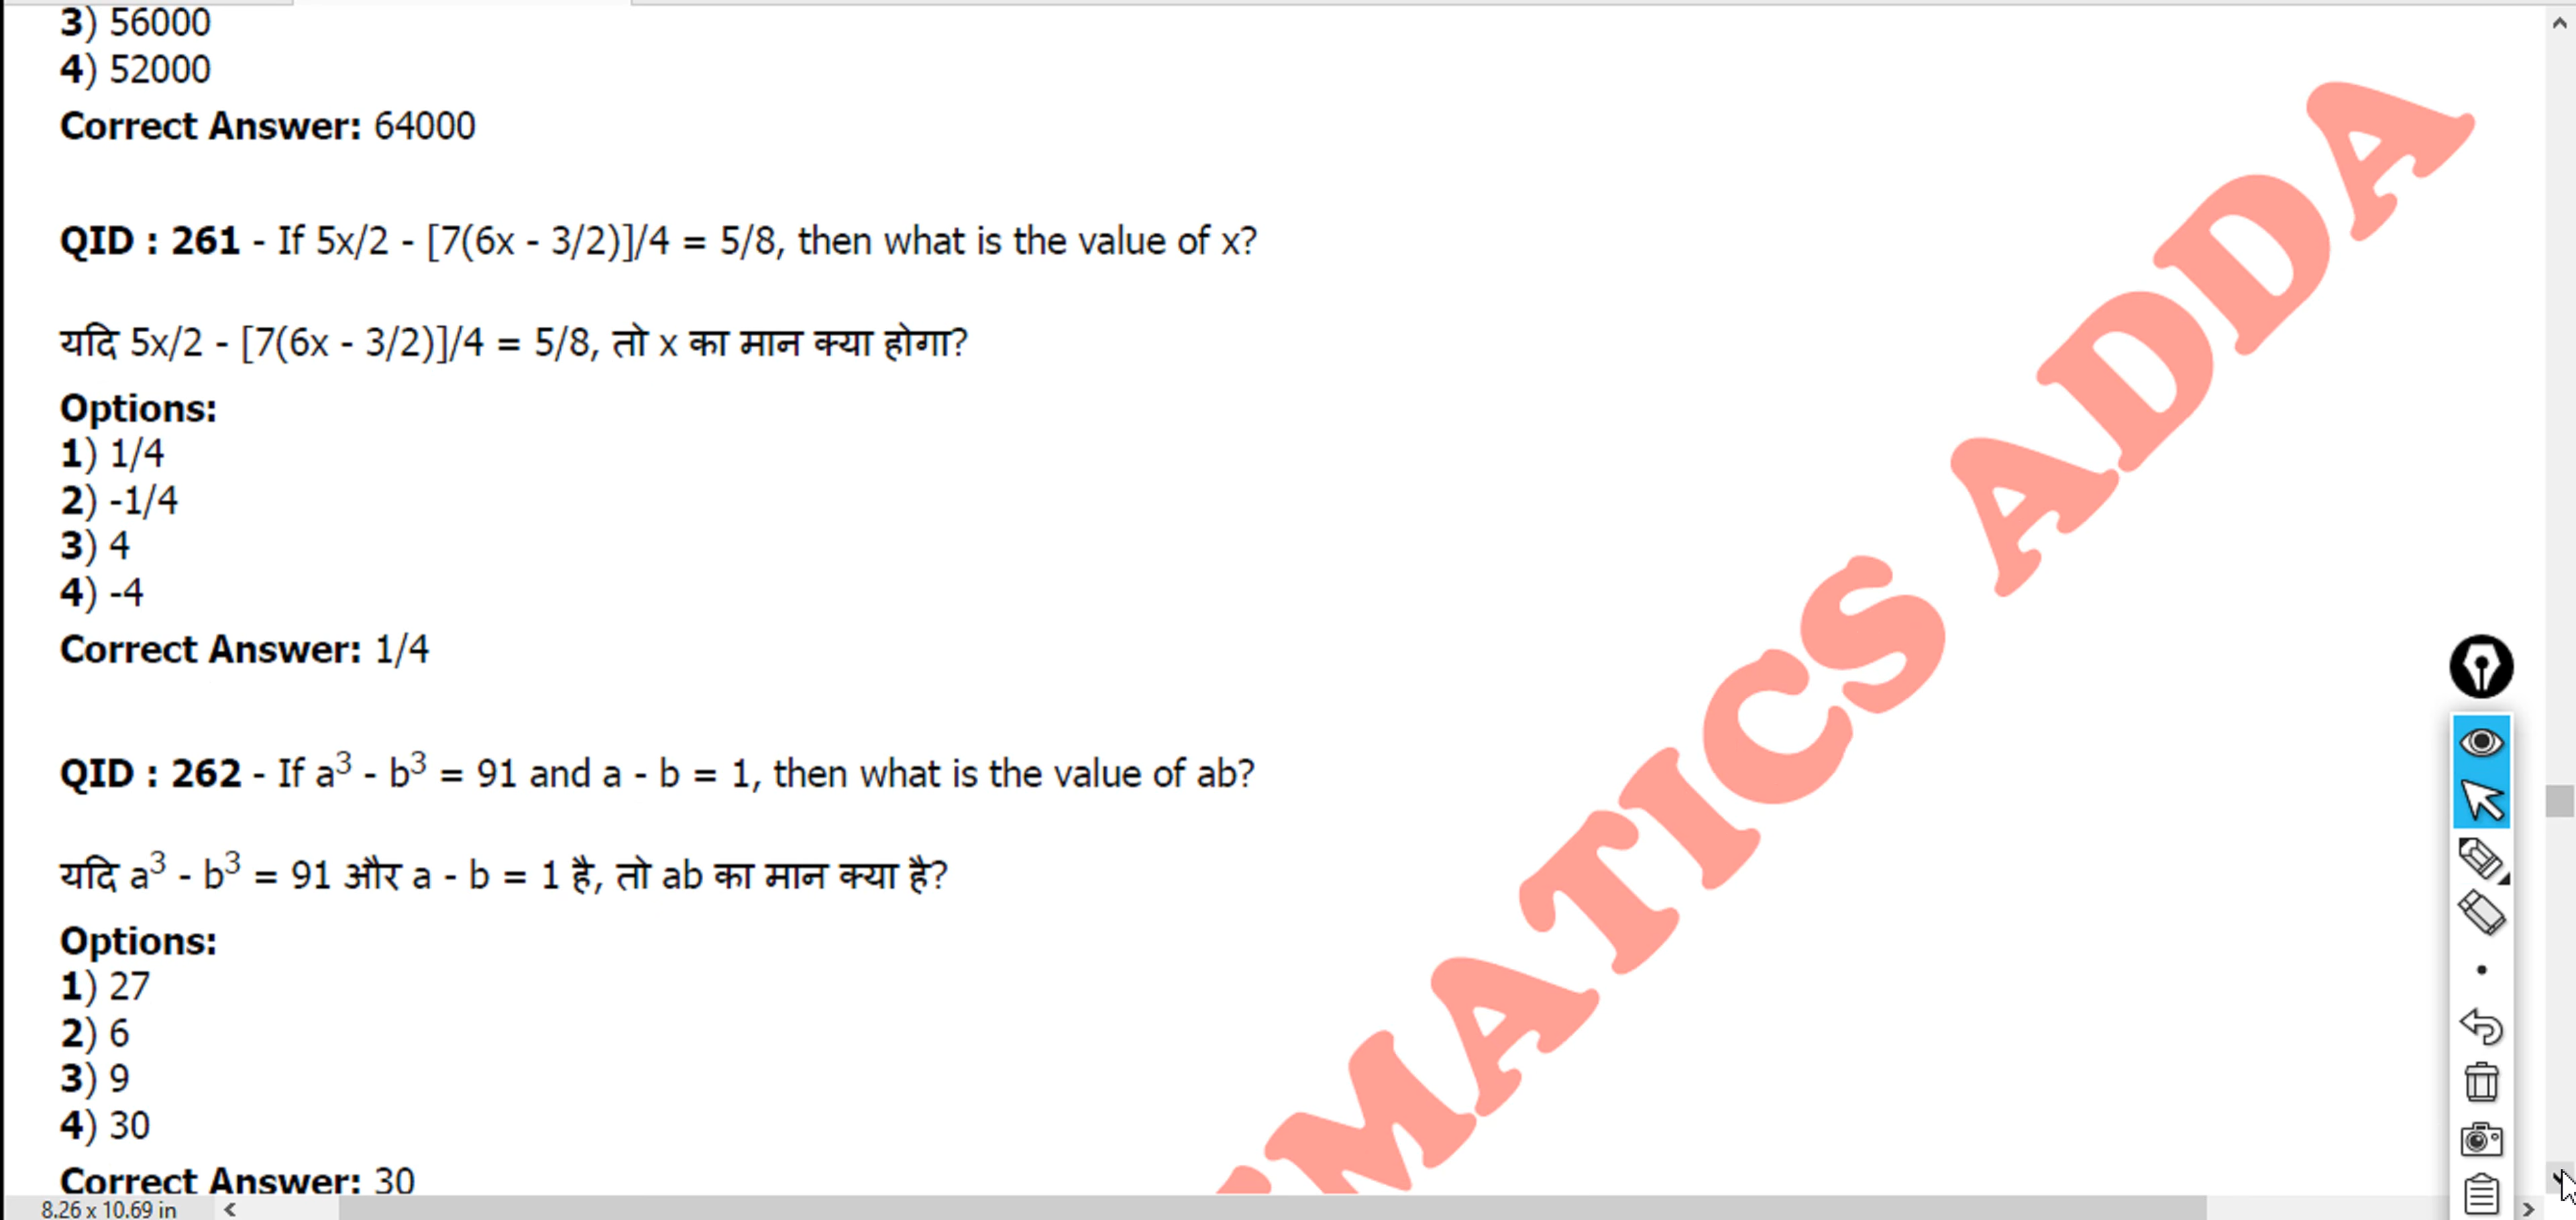 3) 56000
4) 52000
Correct Answer: 64000
QID : 261 - If 5x/2 - [7(6x - 3/2)]/4 = 5/8, then what is the value of x?
यदि 5x/2 - [7(6x - 3/2)]/4 = 5/8, तो x का मान क्या होगा?
Options:
1) 1/4
2) -1/4
3) 4
4) -4
Correct Answer: 1/4
QID : 262 - If a³ - b³ = 91 and a - b = 1, then what is the value of ab?
यदि a³ - b³ = 91 और a - b = 1 है, तो ab का मान क्या है?
Options:
1) 27
2) 6
3) 9
4) 30
Correct Answer: 30
MATICS ADDA
8.26 x 10.69 in